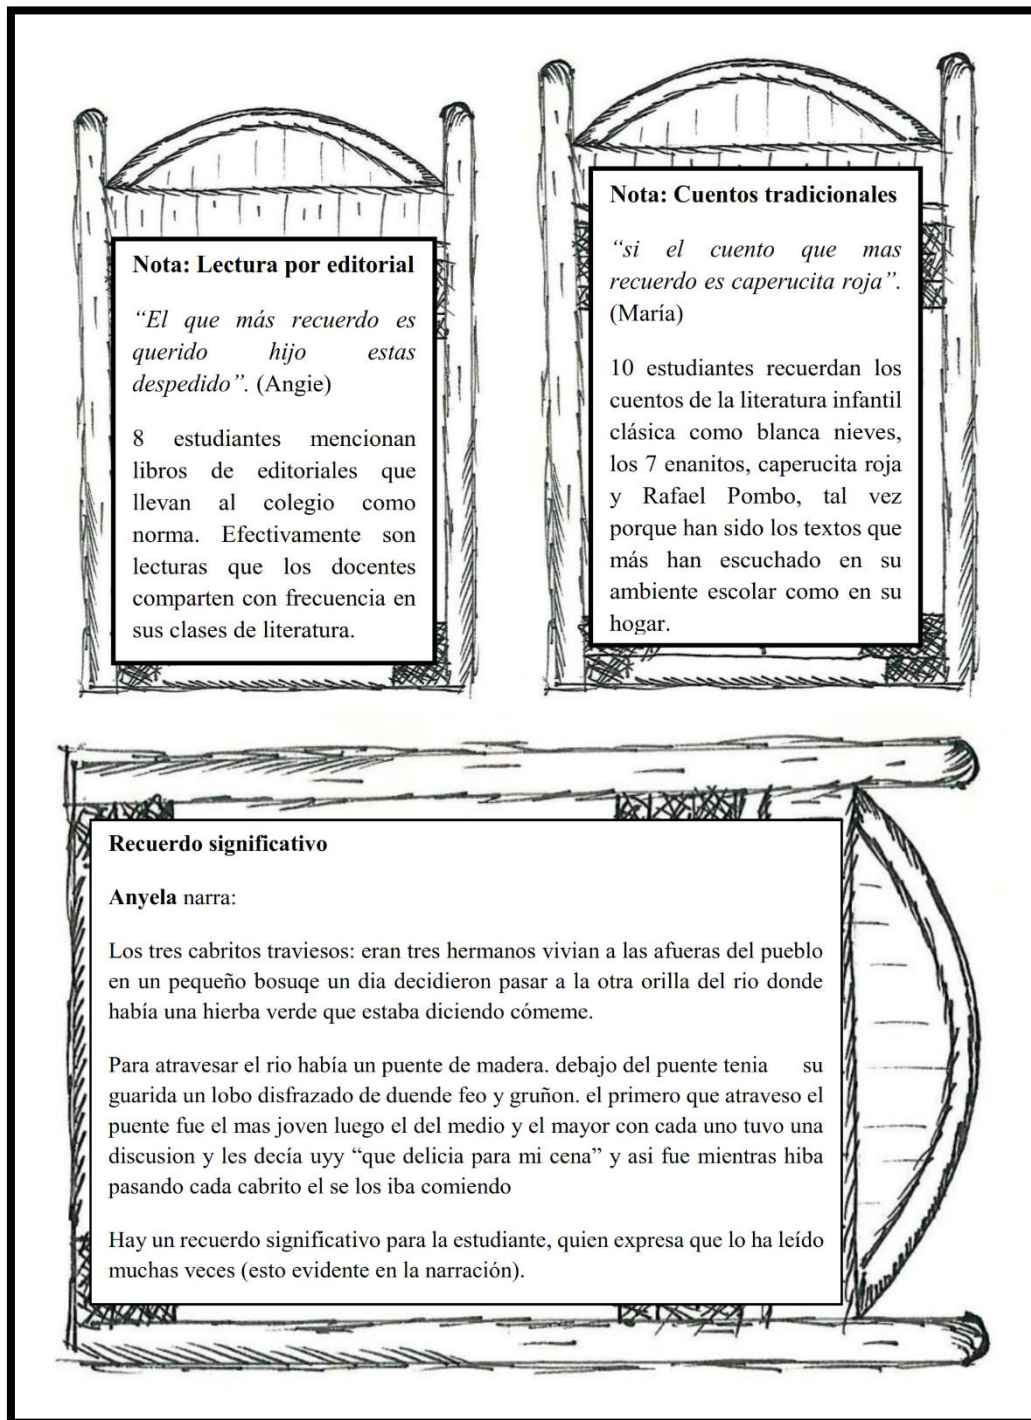 Nota: Lectura por editorial
“El que más recuerdo es
querido hijo estas
despedido”. (Angie)
8 estudiantes mencionan
libros de editoriales que
llevan al colegio como
norma. Efectivamente son
lecturas que los docentes
comparten con frecuencia en
sus clases de literatura.
Nota: Cuentos tradicionales
“si el cuento que mas
recuerdo es caperucita roja”.
(María)
10 estudiantes recuerdan los
cuentos de la literatura infantil
clásica como blanca nieves,
los 7 enanitos, caperucita roja
y Rafael Pombo, tal vez
porque han sido los textos que
más han escuchado en su
ambiente escolar como en su
hogar.
Recuerdo significativo
Anyela narra:
Los tres cabritos traviesos: eran tres hermanos vivian a las afueras del pueblo
en un pequeño bosuqe un dia decidieron pasar a la otra orilla del rio donde
había una hierba verde que estaba diciendo cómeme.
Para atravesar el rio había un puente de madera. debajo del puente tenia su
guarida un lobo disfrazado de duende feo y gruñon. el primero que atraveso el
puente fue el mas joven luego el del medio y el mayor con cada uno tuvo una
discusion y les decía uyy “que delicia para mi cena” y asi fue mientras hiba
pasando cada cabrito el se los iba comiendo
Hay un recuerdo significativo para la estudiante, quien expresa que lo ha leído
muchas veces (esto evidente en la narración).